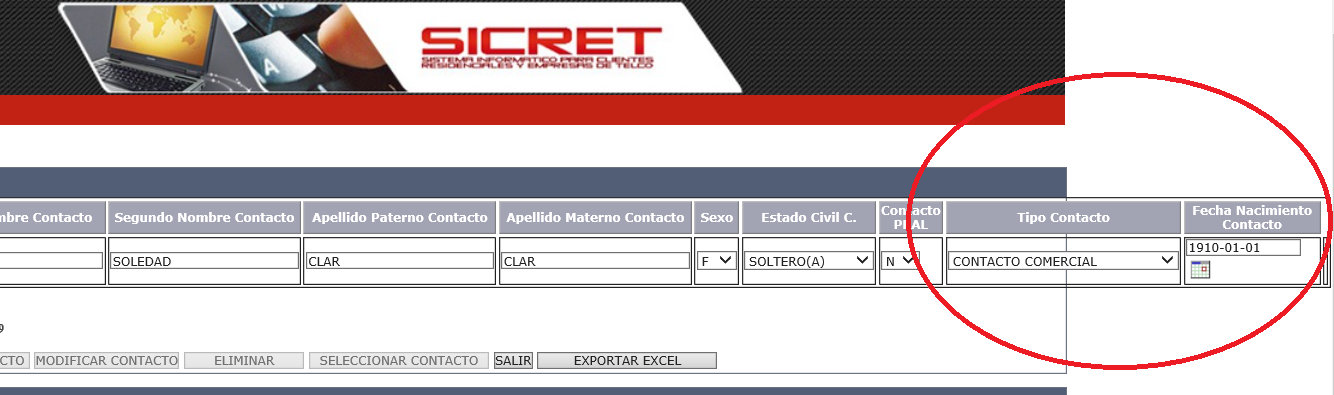 SICRET
SISTEMA INFORMATICO PARA CLIENTES
RESIDENCIALES Y EMPRESAS DE TELCO
mbre Contacto Segundo Nombre Contacto Apellido Paterno Contacto Apellido Materno Contacto Sexo Estado Civil C. Contacto PPAL Tipo Contacto Fecha Nacimiento Contacto
SOLEDAD CLAR CLAR F SOLTERO(A) N CONTACTO COMERCIAL 1910-01-01
9
CTO MODIFICAR CONTACTO ELIMINAR SELECCIONAR CONTACTO SALIR EXPORTAR EXCEL